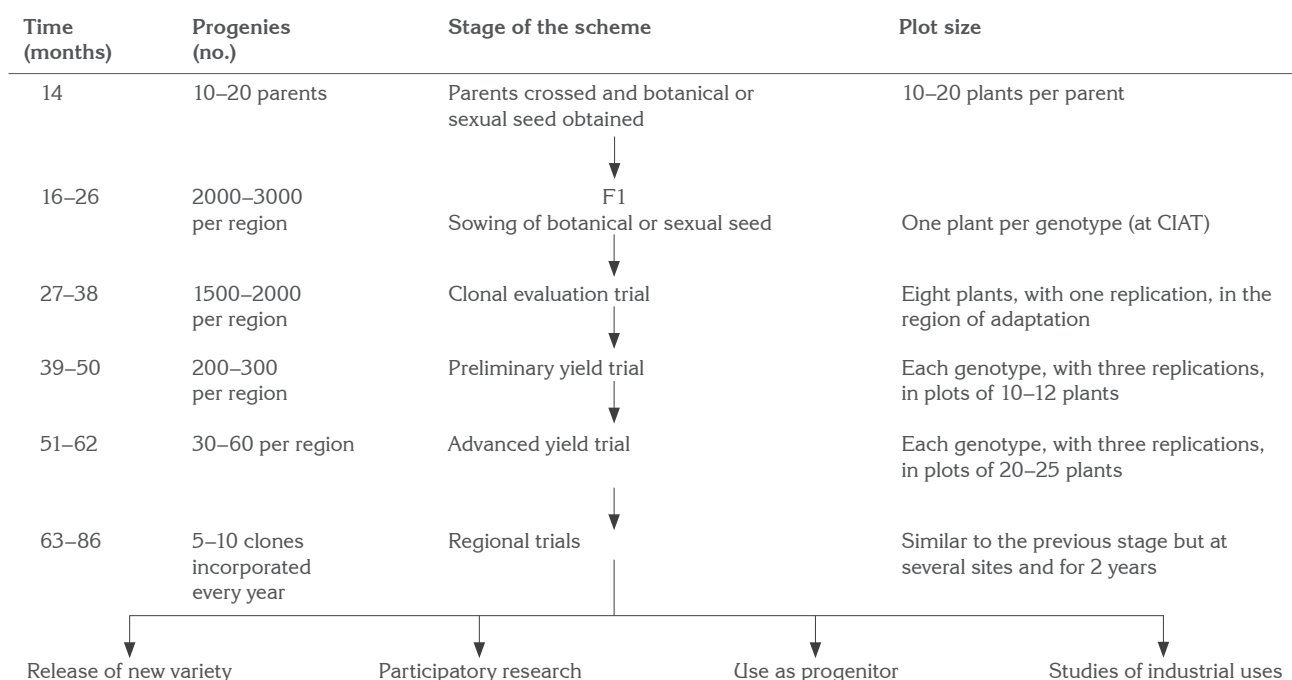 Time Progenies Stage of the scheme Plot size
(months) (no.)
14 10–20 parents Parents crossed and botanical or 10–20 plants per parent
sexual seed obtained
16–26 2000–3000 F1
per region Sowing of botanical or sexual seed One plant per genotype (at CIAT)
27–38 1500–2000 Clonal evaluation trial Eight plants, with one replication, in the
per region region of adaptation
39–50 200–300 Preliminary yield trial Each genotype, with three replications,
per region in plots of 10–12 plants
51–62 30–60 per region Advanced yield trial Each genotype, with three replications,
in plots of 20–25 plants
63–86 5–10 clones Regional trials Similar to the previous stage but at
incorporated several sites and for 2 years
every year
Release of new variety Participatory research Use as progenitor Studies of industrial uses